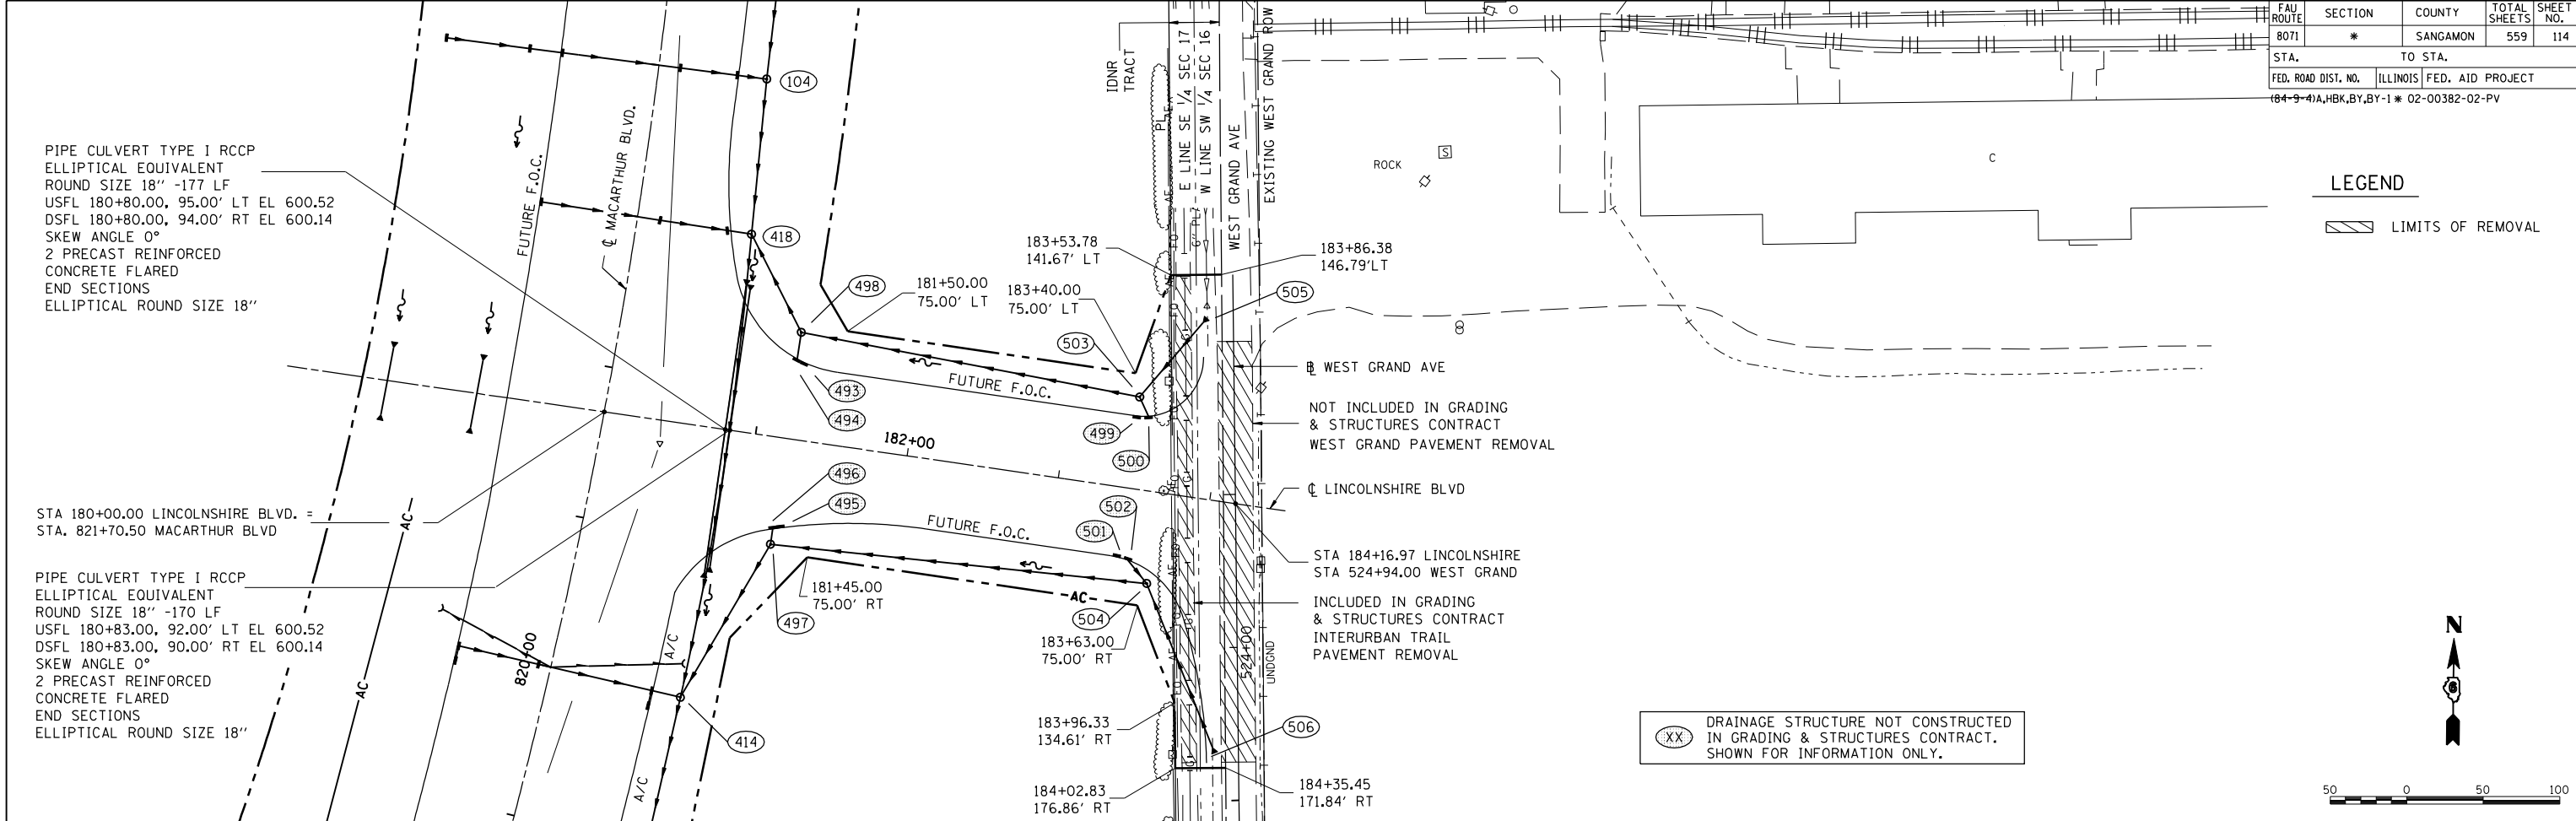 FAU ROUTE
SECTION
COUNTY
TOTAL SHEETS
SHEET NO.
8071
*
SANGAMON
559
114
STA.
TO STA.
FED. ROAD DIST. NO.
ILLINOIS
FED. AID PROJECT
(84-9-4)A,HBK,BY,BY-1 * 02-00382-02-PV
LEGEND
LIMITS OF REMOVAL
PIPE CULVERT TYPE I RCCP
ELLIPTICAL EQUIVALENT
ROUND SIZE 18" -177 LF
USFL 180+80.00, 95.00' LT EL 600.52
DSFL 180+80.00, 94.00' RT EL 600.14
SKEW ANGLE 0°
2 PRECAST REINFORCED
CONCRETE FLARED
END SECTIONS
ELLIPTICAL ROUND SIZE 18"
STA 180+00.00 LINCOLNSHIRE BLVD. =
STA. 821+70.50 MACARTHUR BLVD
PIPE CULVERT TYPE I RCCP
ELLIPTICAL EQUIVALENT
ROUND SIZE 18" -170 LF
USFL 180+83.00, 92.00' LT EL 600.52
DSFL 180+83.00, 90.00' RT EL 600.14
SKEW ANGLE 0°
2 PRECAST REINFORCED
CONCRETE FLARED
END SECTIONS
ELLIPTICAL ROUND SIZE 18"
FUTURE F.O.C.
℄ MACARTHUR BLVD.
104
418
498
181+50.00
75.00' LT
183+40.00
75.00' LT
183+53.78
141.67' LT
183+86.38
146.79'LT
505
503
493
494
FUTURE F.O.C.
499
500
182+00
496
495
FUTURE F.O.C.
502
501
181+45.00
75.00' RT
497
AC
504
183+63.00
75.00' RT
183+96.33
134.61' RT
184+02.83
176.86' RT
506
184+35.45
171.84' RT
414
820+00
AC
AC
A/C
A/C
IDNR
TRACT
PL
E LINE SE 1/4 SEC 17
W LINE SW 1/4 SEC 16
6" PL
WEST GRAND AVE
EXISTING WEST GRAND ROW
ROCK
S
C
WEST GRAND AVE
NOT INCLUDED IN GRADING
& STRUCTURES CONTRACT
WEST GRAND PAVEMENT REMOVAL
℄ LINCOLNSHIRE BLVD
STA 184+16.97 LINCOLNSHIRE
STA 524+94.00 WEST GRAND
INCLUDED IN GRADING
& STRUCTURES CONTRACT
INTERURBAN TRAIL
PAVEMENT REMOVAL
524+00
UNDGND
XX
DRAINAGE STRUCTURE NOT CONSTRUCTED
IN GRADING & STRUCTURES CONTRACT.
SHOWN FOR INFORMATION ONLY.
N
6
50
0
50
100